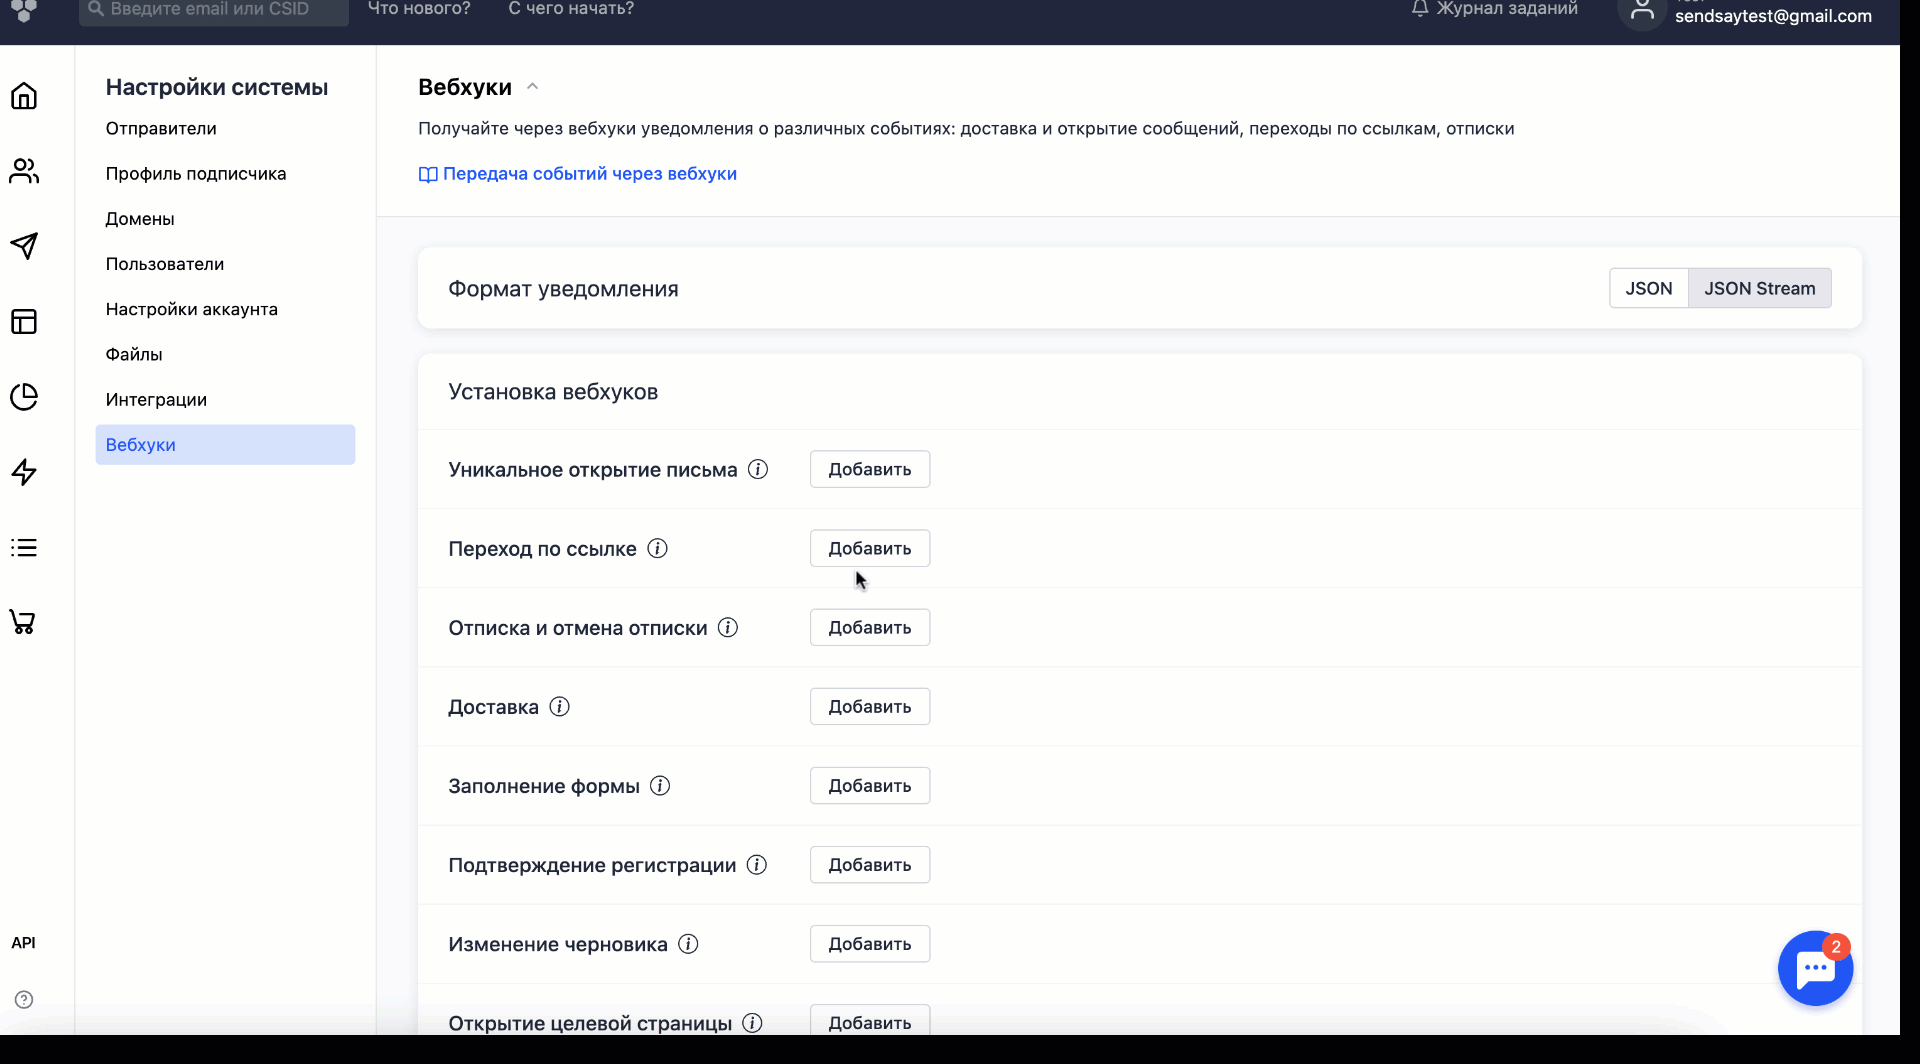 Введите email или CSID
Что нового?
С чего начать?
Журнал заданий
sendsaytest@gmail.com
Настройки системы
Отправители
Профиль подписчика
Домены
Пользователи
Настройки аккаунта
Файлы
Интеграции
Вебхуки
API
Вебхуки
Получайте через вебхуки уведомления о различных событиях: доставка и открытие сообщений, переходы по ссылкам, отписки
Передача событий через вебхуки
Формат уведомления
JSON
JSON Stream
Установка вебхуков
Уникальное открытие письма
Добавить
Переход по ссылке
Добавить
Отписка и отмена отписки
Добавить
Доставка
Добавить
Заполнение формы
Добавить
Подтверждение регистрации
Добавить
Изменение черновика
Добавить
Открытие целевой страницы
Добавить
2